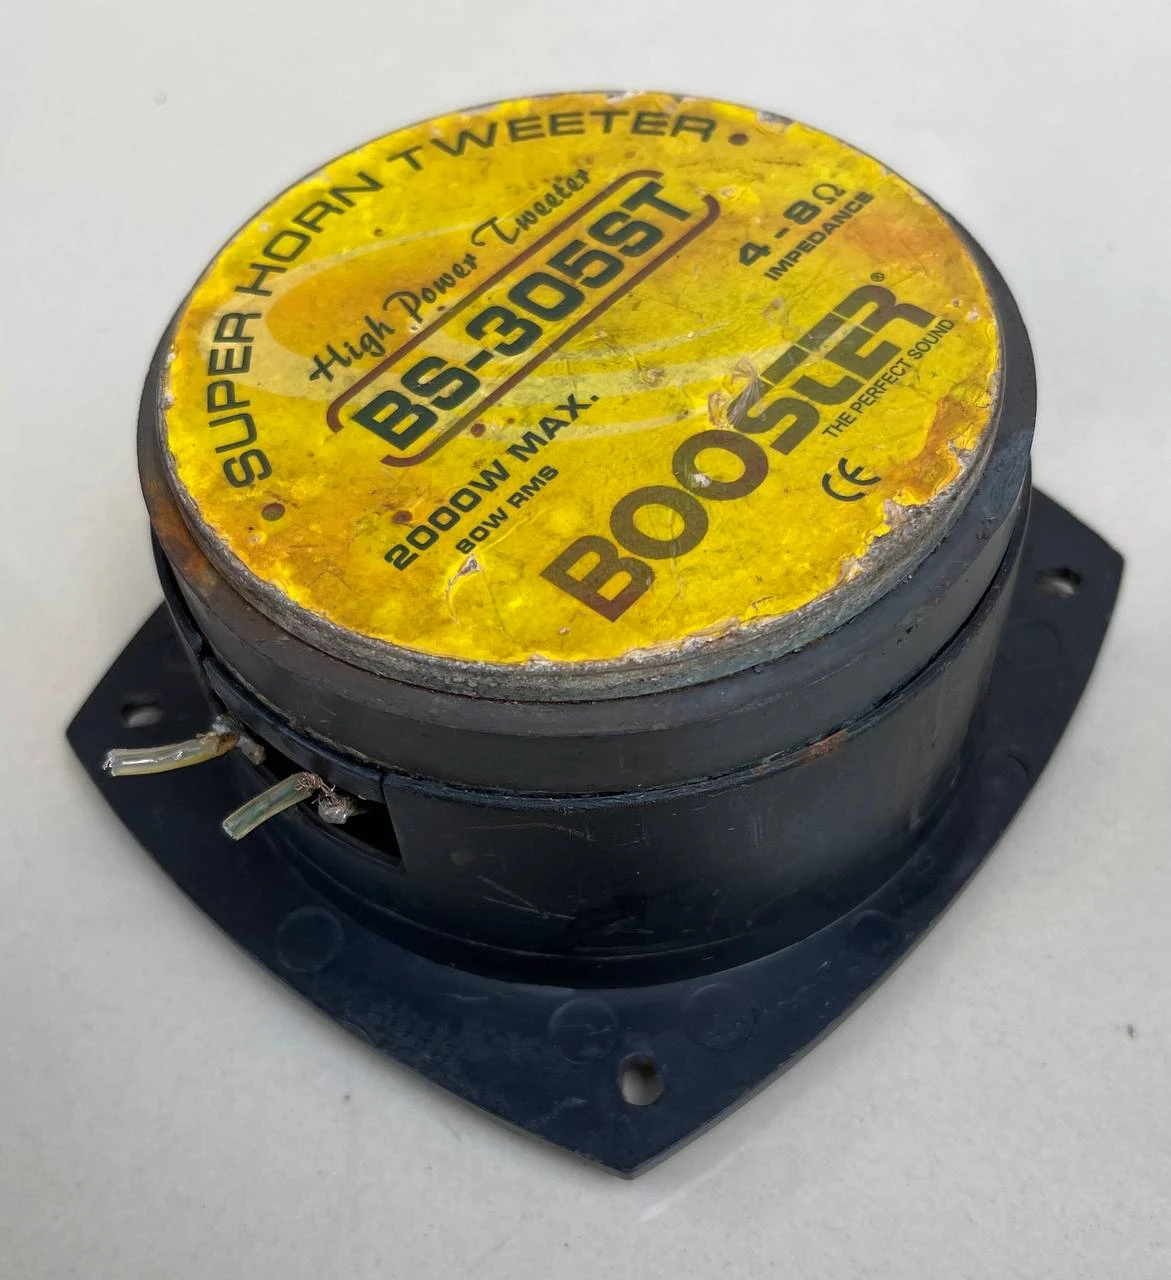 SUPER HORN TWEETER
High Power Tweeter
BS-305ST
2000W MAX.
80W RMS
4-8Ω
IMPEDANCE
BOOSTER®
THE PERFECT SOUND
CE